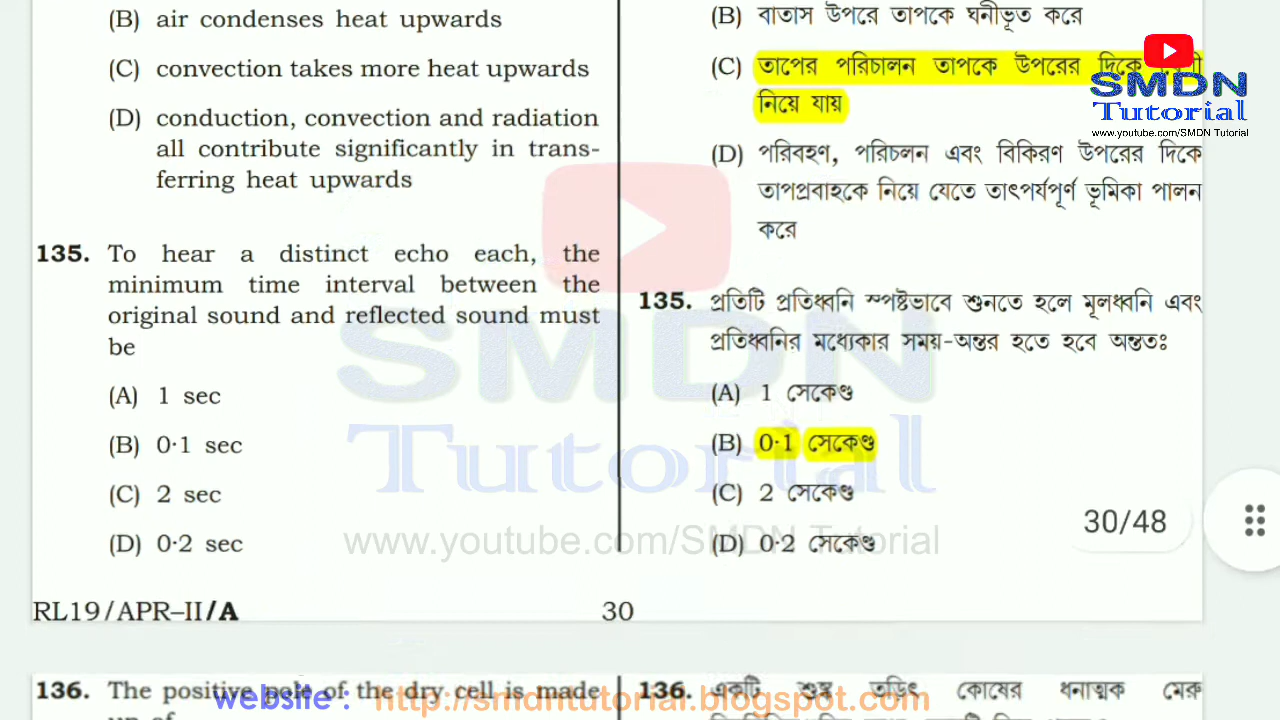 (B) air condenses heat upwards
(C) convection takes more heat upwards
(D) conduction, convection and radiation
all contribute significantly in trans-
ferring heat upwards
135. To hear a distinct echo each, the
minimum time interval between the
original sound and reflected sound must
be
(A) 1 sec
(B) 0·1 sec
(C) 2 sec
(D) 0·2 sec
(B) বাতাস উপরে তাপকে ঘনীভূত করে
(C) তাপের পরিচালন তাপকে উপরের দিকে
নিয়ে যায়
(D) পরিবহণ, পরিচলন এবং বিকিরণ উপরের দিকে
তাপপ্রবাহকে নিয়ে যেতে তাৎপর্যপূর্ণ ভূমিকা পালন
করে
135. প্রতিটি প্রতিধ্বনি স্পষ্টভাবে শুনতে হলে মূলধ্বনি এবং
প্রতিধ্বনির মধ্যেকার সময়-অন্তর হতে হবে অন্ততঃ
(A) 1 সেকেণ্ড
(B) 0·1 সেকেণ্ড
(C) 2 সেকেণ্ড
(D) 0·2 সেকেণ্ড
SMDN
Tutorial
www.youtube.com/SMDN Tutorial
SMDN
Tutorial
www.youtube.com/SMDN Tutorial
30/48
RL19/APR–II/A 30
136. The positive pole of the dry cell is made
136. একটি শুষ্ক তড়িৎ কোষের ধনাত্মক মেরু
website : http://smdntutorial.blogspot.com
up of